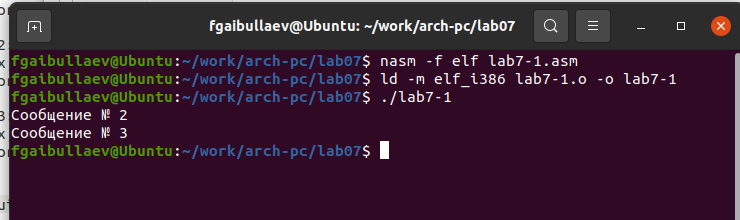 fgaibullaev@Ubuntu: ~/work/arch-pc/lab07
fgaibullaev@Ubuntu:~/work/arch-pc/lab07$ nasm -f elf lab7-1.asm
fgaibullaev@Ubuntu:~/work/arch-pc/lab07$ ld -m elf_i386 lab7-1.o -o lab7-1
fgaibullaev@Ubuntu:~/work/arch-pc/lab07$ ./lab7-1
Сообщение № 2
Сообщение № 3
fgaibullaev@Ubuntu:~/work/arch-pc/lab07$